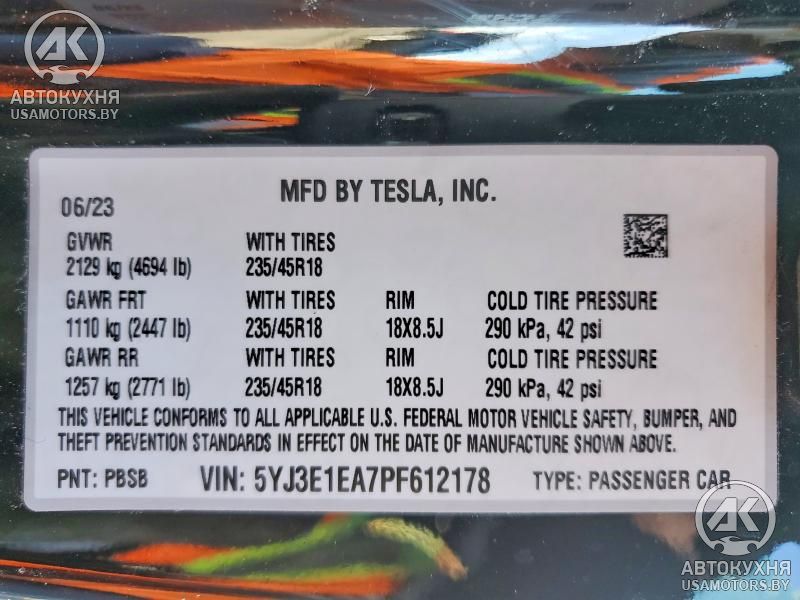 AK
АВТОКУХНЯ
USAMOTORS.BY
MFD BY TESLA, INC.
06/23
GVWR WITH TIRES
2129 kg (4694 lb) 235/45R18
GAWR FRT WITH TIRES RIM COLD TIRE PRESSURE
1110 kg (2447 lb) 235/45R18 18X8.5J 290 kPa, 42 psi
GAWR RR WITH TIRES RIM COLD TIRE PRESSURE
1257 kg (2771 lb) 235/45R18 18X8.5J 290 kPa, 42 psi
THIS VEHICLE CONFORMS TO ALL APPLICABLE U.S. FEDERAL MOTOR VEHICLE SAFETY, BUMPER, AND
THEFT PREVENTION STANDARDS IN EFFECT ON THE DATE OF MANUFACTURE SHOWN ABOVE.
PNT: PBSB VIN: 5YJ3E1EA7PF612178 TYPE: PASSENGER CAR
AK
АВТОКУХНЯ
USAMOTORS.BY